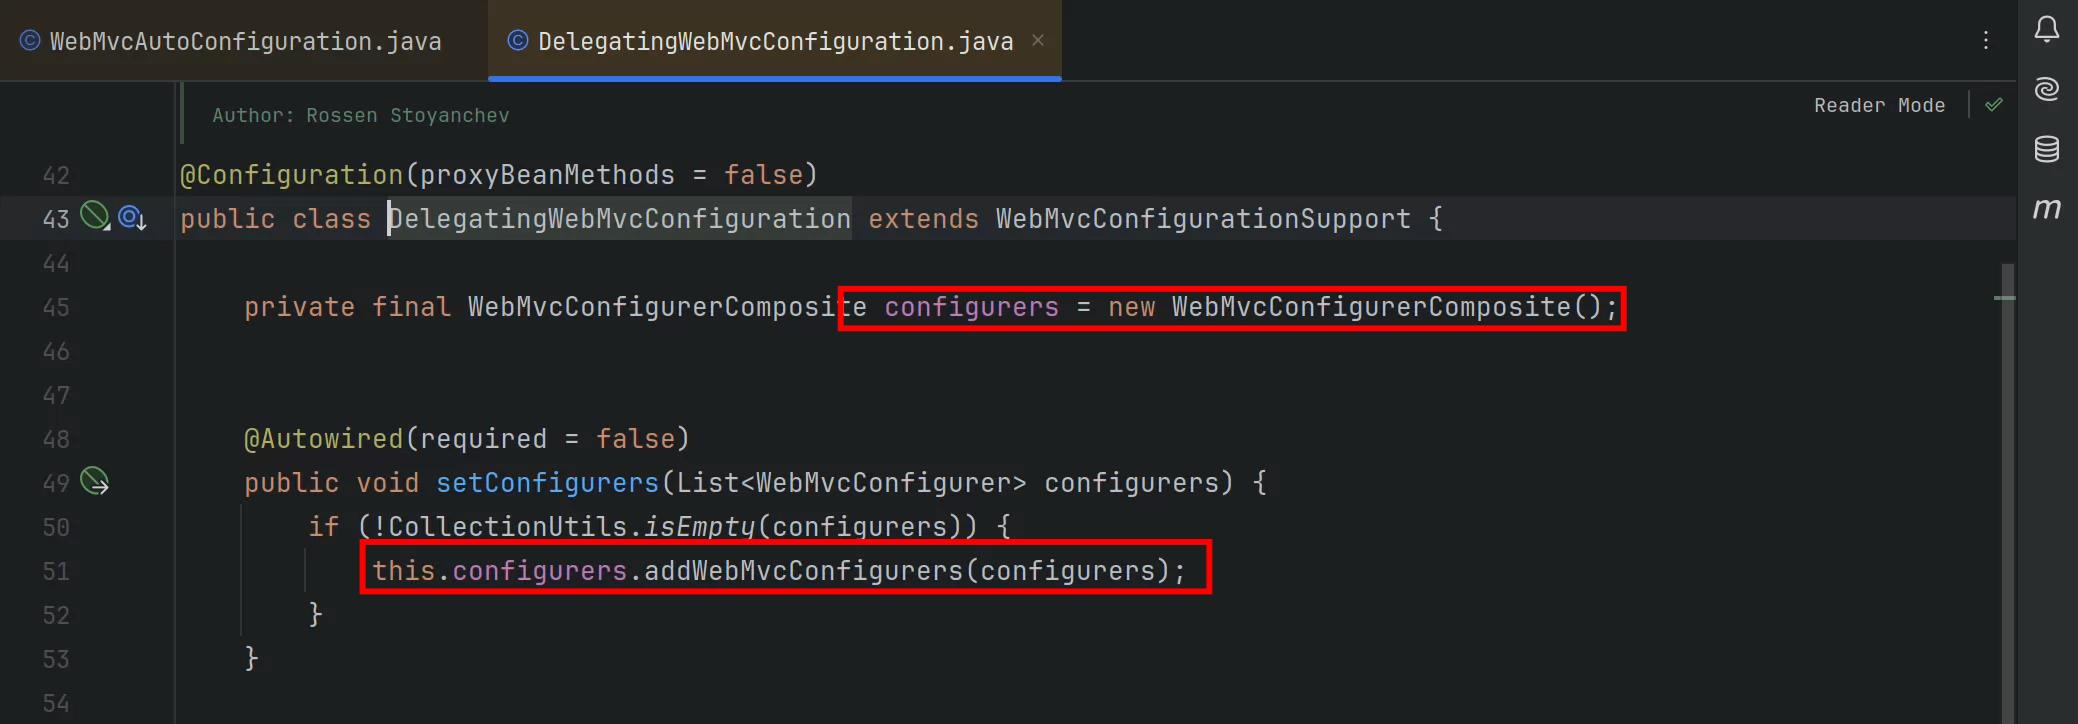 WebMvcAutoConfiguration.java
DelegatingWebMvcConfiguration.java
Author: Rossen Stoyanchev
Reader Mode
42 @Configuration(proxyBeanMethods = false)
43 public class DelegatingWebMvcConfiguration extends WebMvcConfigurationSupport {
44
45 private final WebMvcConfigurerComposite configurers = new WebMvcConfigurerComposite();
46
47
48 @Autowired(required = false)
49 public void setConfigurers(List<WebMvcConfigurer> configurers) {
50 if (!CollectionUtils.isEmpty(configurers)) {
51 this.configurers.addWebMvcConfigurers(configurers);
52 }
53 }
54